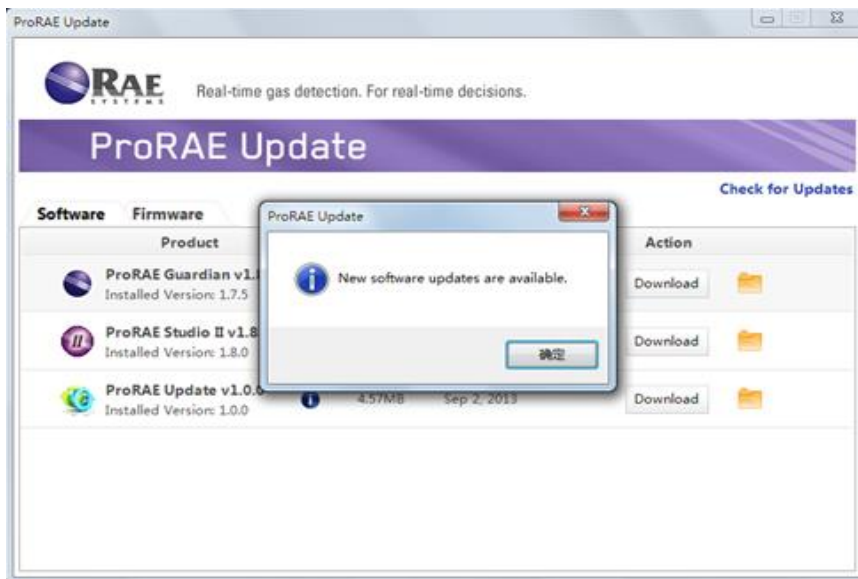 ProRAE Update
RAE
SYSTEMS
Real-time gas detection. For real-time decisions.
ProRAE Update
Check for Updates
Software Firmware
Product Action
ProRAE Guardian v1.
Installed Version: 1.7.5
Download
ProRAE Studio II v1.8
Installed Version: 1.8.0
Download
ProRAE Update v1.0.0
Installed Version: 1.0.0
4.57MB Sep 2, 2013 Download
ProRAE Update
New software updates are available.
确定